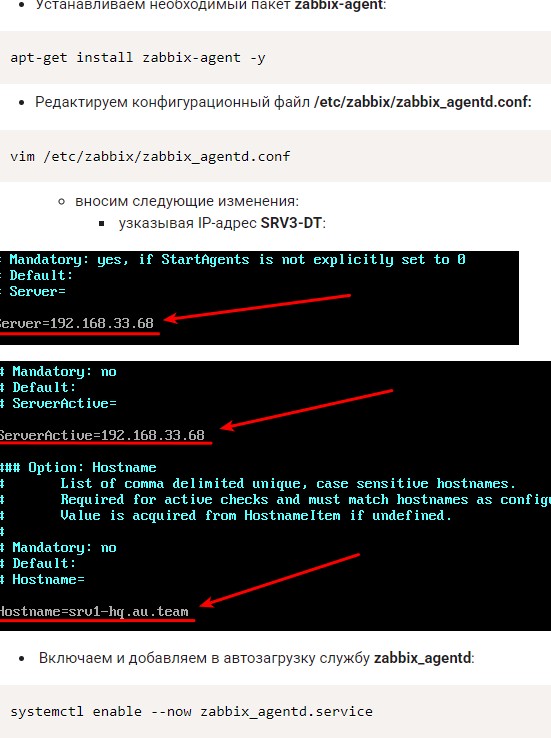 Устанавливаем необходимый пакет zabbix-agent:
apt-get install zabbix-agent -y
Редактируем конфигурационный файл /etc/zabbix/zabbix_agentd.conf:
vim /etc/zabbix/zabbix_agentd.conf
вносим следующие изменения:
узказывая IP-адрес SRV3-DT:
# Mandatory: yes, if StartAgents is not explicitly set to 0
# Default:
# Server=
Server=192.168.33.68
# Mandatory: no
# Default:
# ServerActive=
ServerActive=192.168.33.68
### Option: Hostname
# List of comma delimited unique, case sensitive hostnames.
# Required for active checks and must match hostnames as configu
# Value is acquired from HostnameItem if undefined.
#
# Mandatory: no
# Default:
# Hostname=
Hostname=srv1-hq.au.team
Включаем и добавляем в автозагрузку службу zabbix_agentd:
systemctl enable --now zabbix_agentd.service